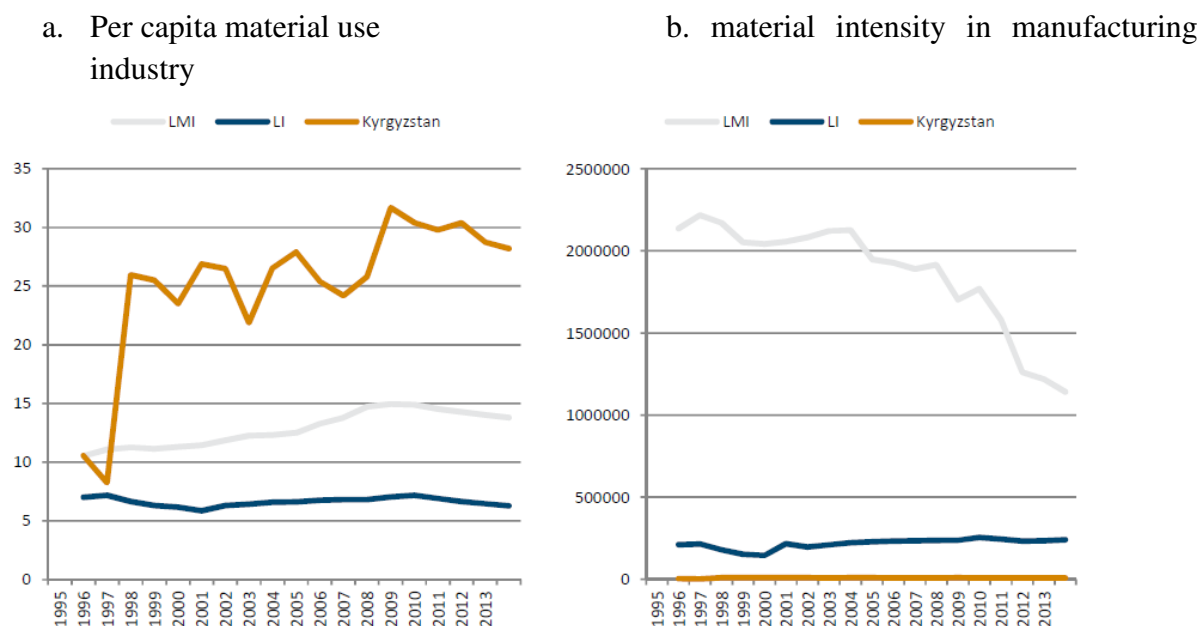 a. Per capita material use
industry
b. material intensity in manufacturing
LMI LI Kyrgyzstan
35
30
25
20
15
10
5
0
1995 1996 1997 1998 1999 2000 2001 2002 2003 2004 2005 2006 2007 2008 2009 2010 2011 2012 2013
LMI LI Kyrgyzstan
2500000
2000000
1500000
1000000
500000
0
1995 1996 1997 1998 1999 2000 2001 2002 2003 2004 2005 2006 2007 2008 2009 2010 2011 2012 2013